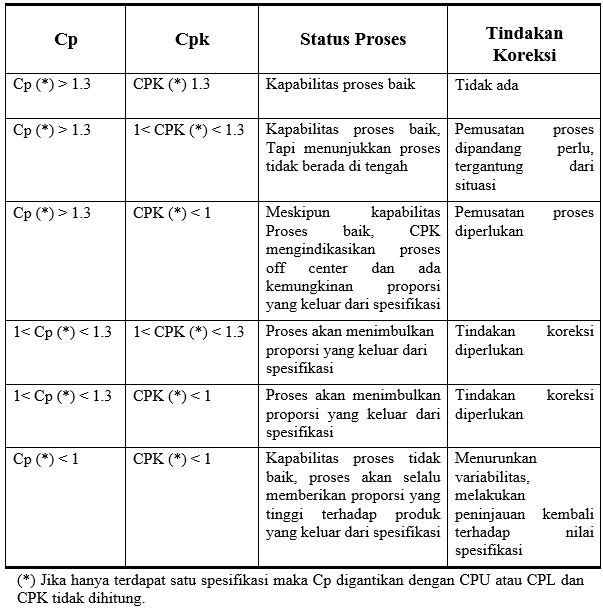 Cp Cpk Status Proses Tindakan
Koreksi
Cp (*) > 1.3 CPK (*) 1.3 Kapabilitas proses baik Tidak ada
Cp (*) > 1.3 1< CPK (*) < 1.3 Kapabilitas proses baik, Pemusatan proses
Tapi menunjukkan proses dipandang perlu,
tidak berada di tengah tergantung dari
situasi
Cp (*) > 1.3 CPK (*) < 1 Meskipun kapabilitas Pemusatan proses
Proses baik, CPK diperlukan
mengindikasikan proses
off center dan ada
kemungkinan proporsi
yang keluar dari spesifikasi
1< Cp (*) < 1.3 1< CPK (*) < 1.3 Proses akan menimbulkan Tindakan koreksi
proporsi yang keluar dari diperlukan
spesifikasi
1< Cp (*) < 1.3 CPK (*) < 1 Proses akan menimbulkan Tindakan koreksi
proporsi yang keluar dari diperlukan
spesifikasi
Cp (*) < 1 CPK (*) < 1 Kapabilitas proses tidak Menurunkan
baik, proses akan selalu variabilitas,
memberikan proporsi yang melakukan
tinggi terhadap produk peninjauan kembali
yang keluar dari spesifikasi terhadap nilai
spesifikasi
(*) Jika hanya terdapat satu spesifikasi maka Cp digantikan dengan CPU atau CPL dan
CPK tidak dihitung.